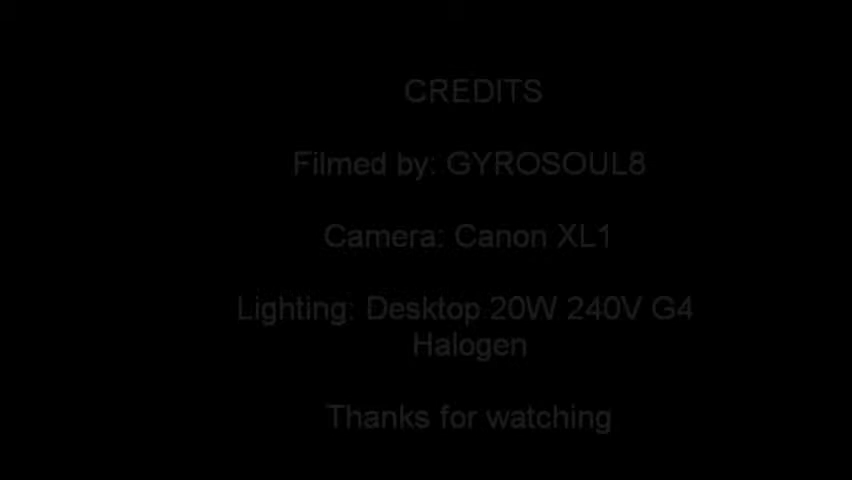 CREDITS
Filmed by: GYROSOUL8
Camera: Canon XL1
Lighting: Desktop 20W 240V G4
Halogen
Thanks for watching